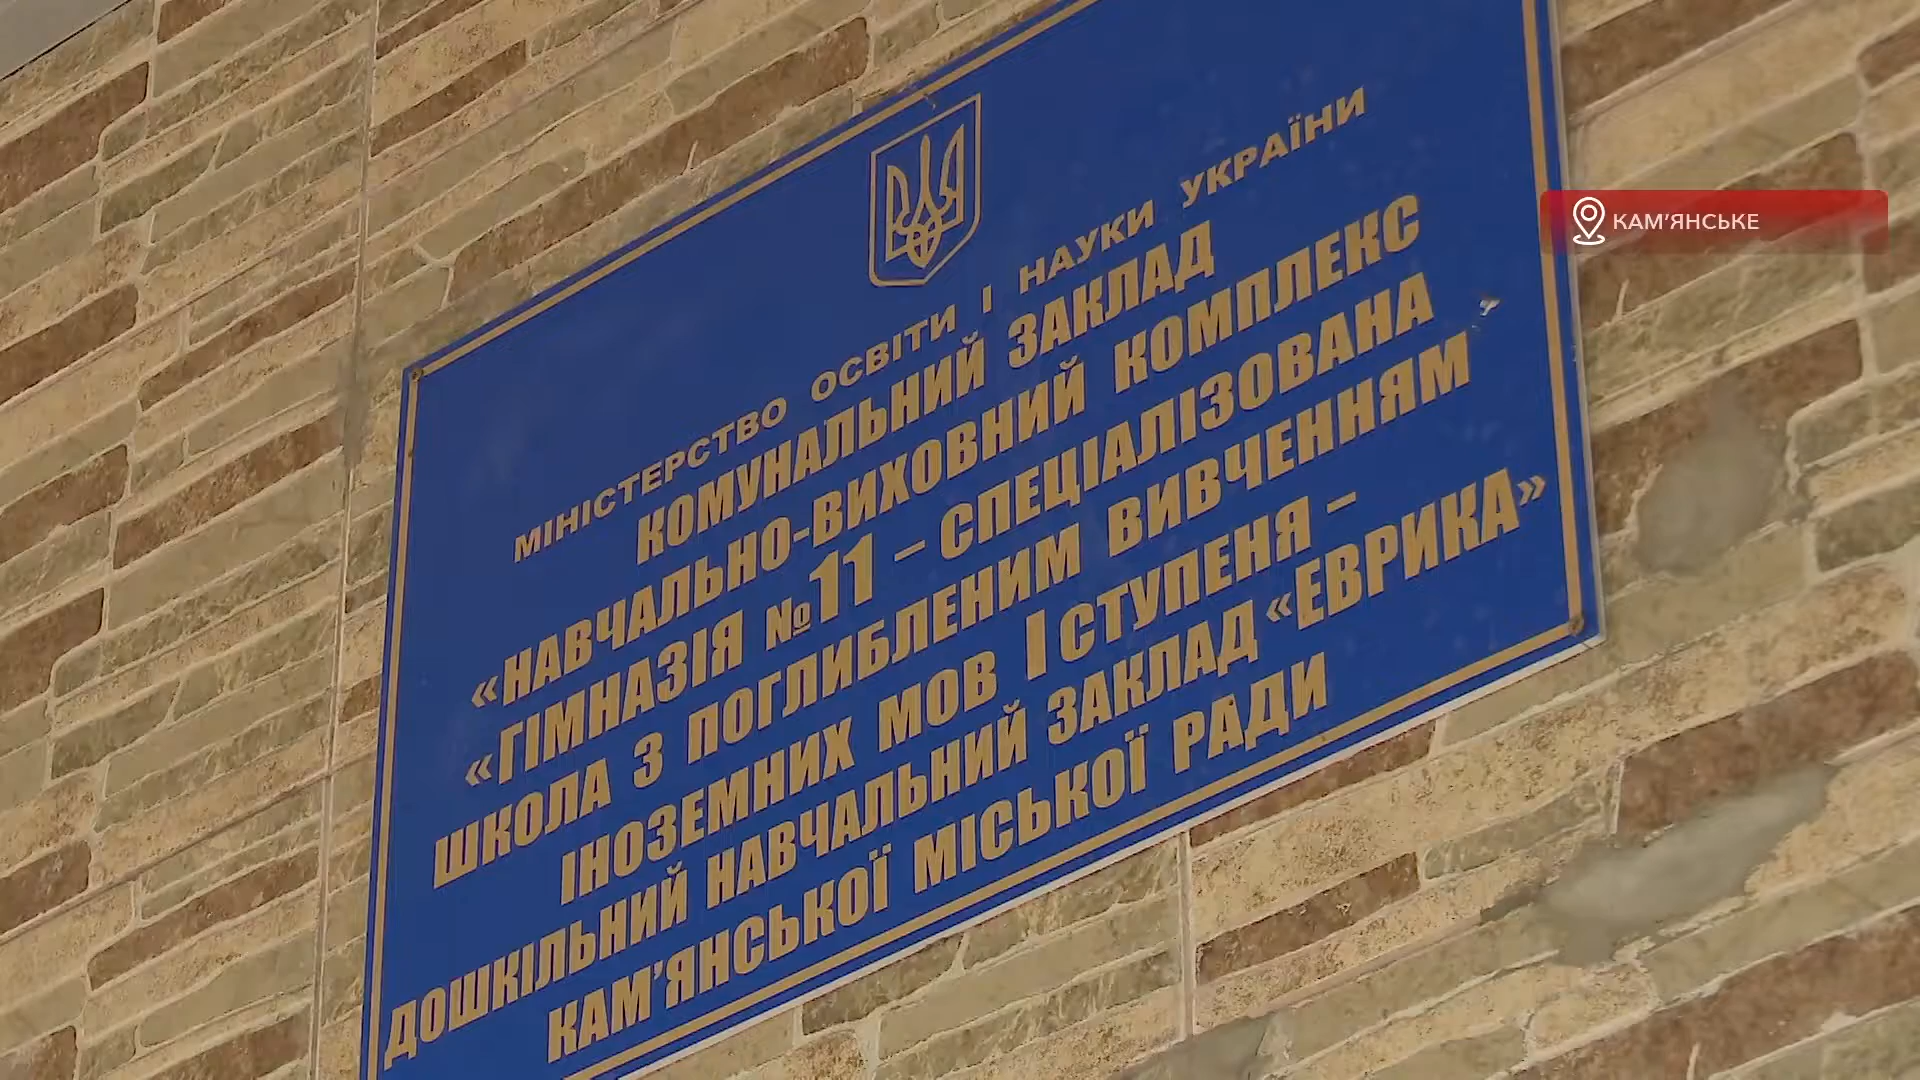 МІНІСТЕРСТВО ОСВІТИ І НАУКИ УКРАЇНИ
КОМУНАЛЬНИЙ ЗАКЛАД
«НАВЧАЛЬНО-ВИХОВНИЙ КОМПЛЕКС
«ГІМНАЗІЯ №11 – СПЕЦІАЛІЗОВАНА
ШКОЛА З ПОГЛИБЛЕНИМ ВИВЧЕННЯМ
ІНОЗЕМНИХ МОВ І СТУПЕНЯ –
ДОШКІЛЬНИЙ НАВЧАЛЬНИЙ ЗАКЛАД «ЕВРИКА»
КАМ'ЯНСЬКОЇ МІСЬКОЇ РАДИ
КАМ'ЯНСЬКЕ